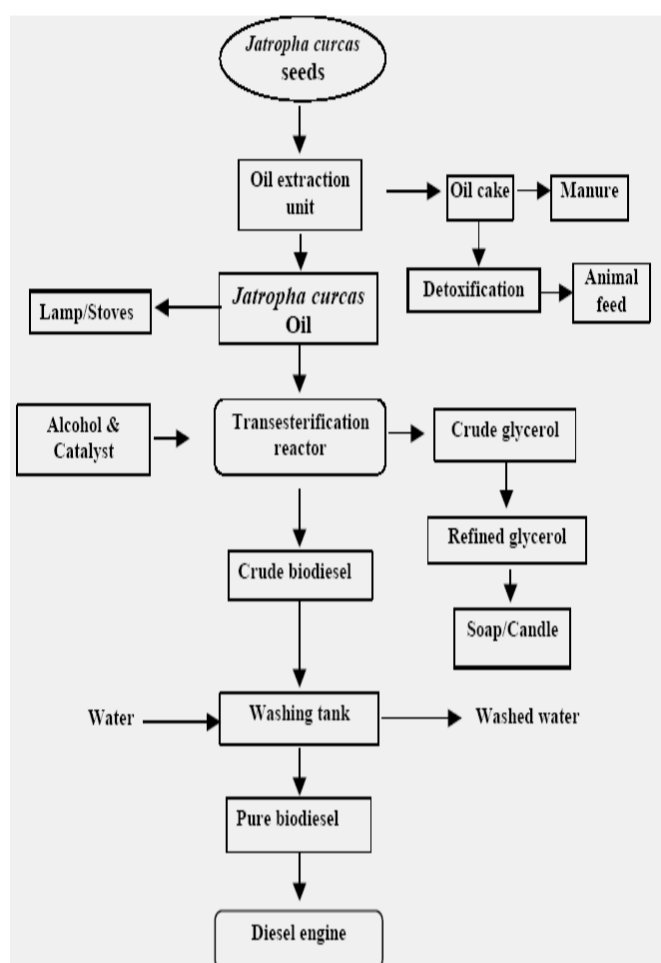 Jatropha curcas
seeds
Oil extraction
unit
Oil cake
Manure
Detoxification
Animal
feed
Jatropha curcas
Oil
Lamp/Stoves
Alcohol &
Catalyst
Transesterification
reactor
Crude glycerol
Refined glycerol
Soap/Candle
Crude biodiesel
Water
Washing tank
Washed water
Pure biodiesel
Diesel engine